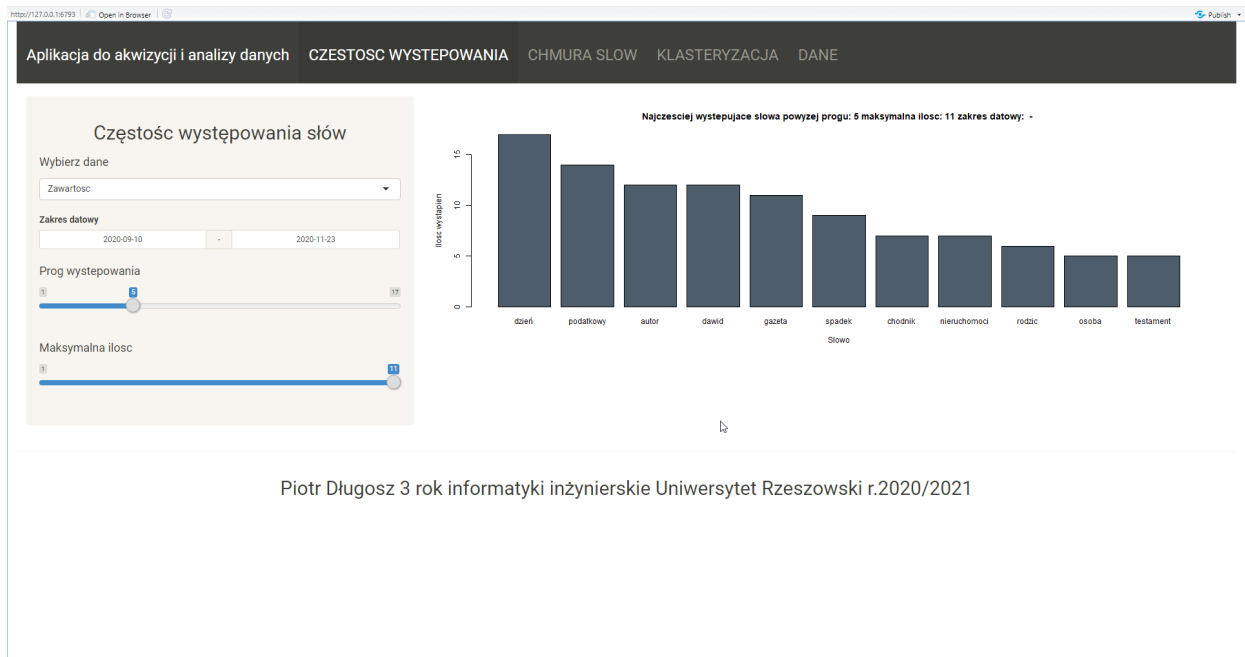 http://127.0.0.1:6793 Open in Browser Publish
Aplikacja do akwizycji i analizy danych CZESTOSC WYSTEPOWANIA CHMURA SLOW KLASTERYZACJA DANE
Częstośc występowania słów
Wybierz dane
Zawartosc
Zakres datowy
2020-09-10 - 2020-11-23
Prog wystepowania
1 5 17
Maksymalna ilosc
1 11
Najczesciej wystepujace slowa powyzej progu: 5 maksymalna ilosc: 11 zakres datowy: -
Ilosc wystapien
15
10
5
0
dzień podatkowy autor dawid gazeta spadek chodnik nieruchomoci rodzic osoba testament
Slowo
Piotr Długosz 3 rok informatyki inżynierskie Uniwersytet Rzeszowski r.2020/2021